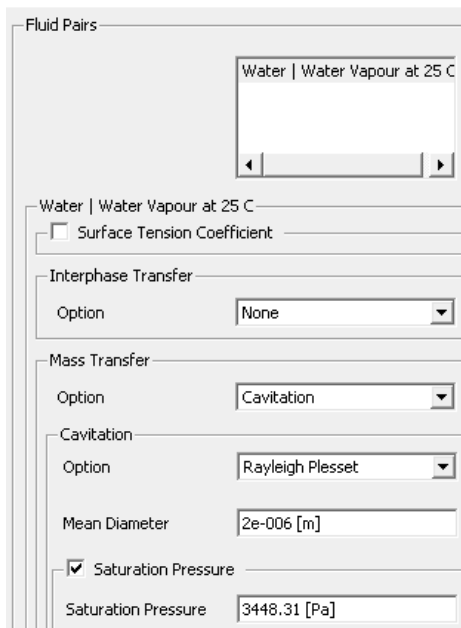 Fluid Pairs
Water | Water Vapour at 25 C
Water | Water Vapour at 25 C
Surface Tension Coefficient
Interphase Transfer
Option None
Mass Transfer
Option Cavitation
Cavitation
Option Rayleigh Plesset
Mean Diameter 2e-006 [m]
Saturation Pressure
Saturation Pressure 3448.31 [Pa]